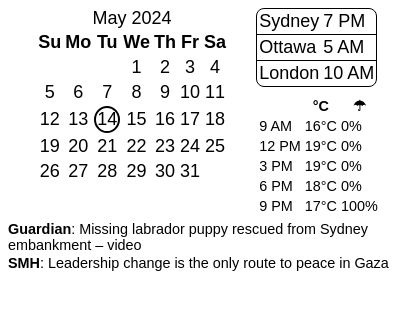 May 2024
Su Mo Tu We Th Fr Sa
1 2 3 4
5 6 7 8 9 10 11
12 13 14 15 16 17 18
19 20 21 22 23 24 25
26 27 28 29 30 31
Sydney 7 PM
Ottawa 5 AM
London 10 AM
°C ☂
9 AM 16°C 0%
12 PM 19°C 0%
3 PM 19°C 0%
6 PM 18°C 0%
9 PM 17°C 100%
Guardian: Missing labrador puppy rescued from Sydney
embankment – video
SMH: Leadership change is the only route to peace in Gaza